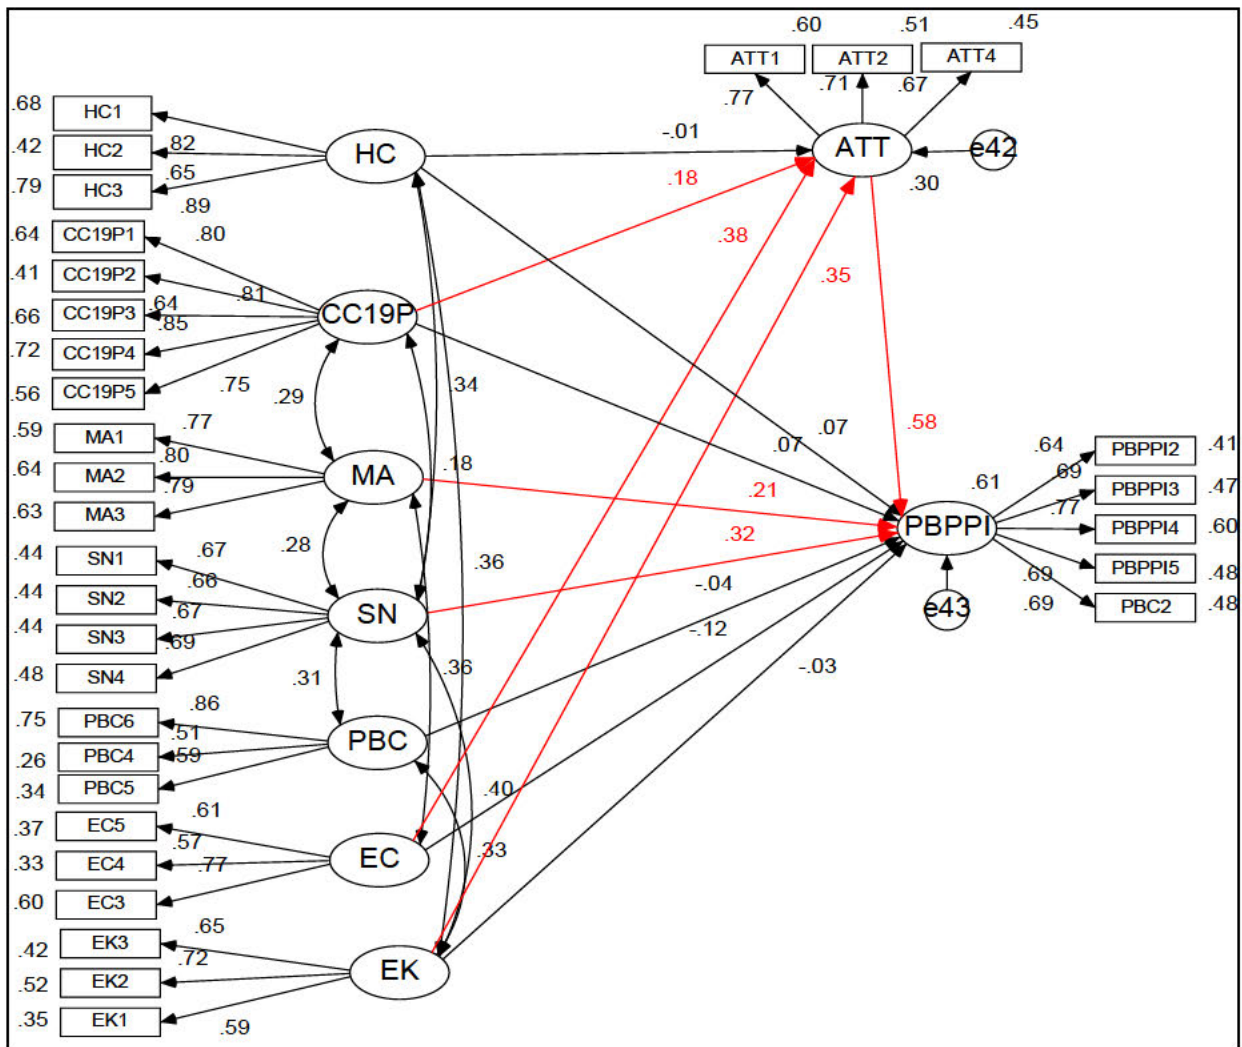 .60 .51 .45
ATT1 ATT2 ATT4
.77 .71 .67
.68 HC1
.42 HC2 .82
.79 HC3 .65
.89
HC -.01 ATT e42
.30
.18
.38
.35
.64 CC19P1 .80
.41 CC19P2 .81
.66 CC19P3 .64
.85
.72 CC19P4
.56 CC19P5 .75
CC19P
.29 .34
.07 .07 .58
.59 MA1 .77
.64 MA2 .80
.79
.63 MA3
MA .18
.21
.61
.32
.64 PBPPI2 .41
.69 PBPPI3 .47
.77 PBPPI4 .60
PBPPI
.69 PBPPI5 .48
.69 PBC2 .48
e43
.28 .36
-.04
-.12
-.03
.44 SN1 .67
.44 SN2 .66
.67
.44 SN3
.69
.48 SN4
SN
.31 .36
.75 PBC6 .86
.51
.26 PBC4 .59
.34 PBC5
PBC
.40
.37 EC5 .61
.57
.33 EC4 .77
.60 EC3
EC .33
.42 EK3 .65
.72
.52 EK2
.35 EK1 .59
EK